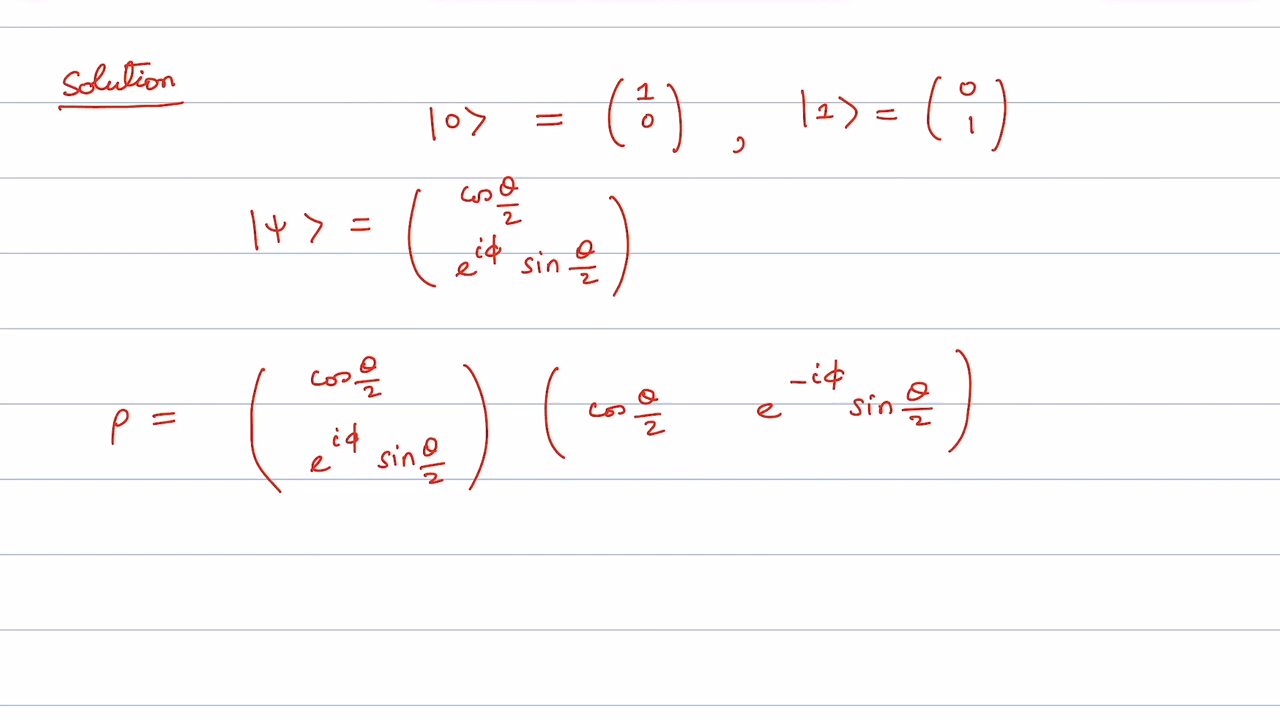 Solution
|0> = (1 0) , |1> = (0 1)
|ψ> = (cos θ/2 e^{iϕ} sin θ/2)
ρ = (cos θ/2 e^{iϕ} sin θ/2) (cos θ/2 e^{-iϕ} sin θ/2)